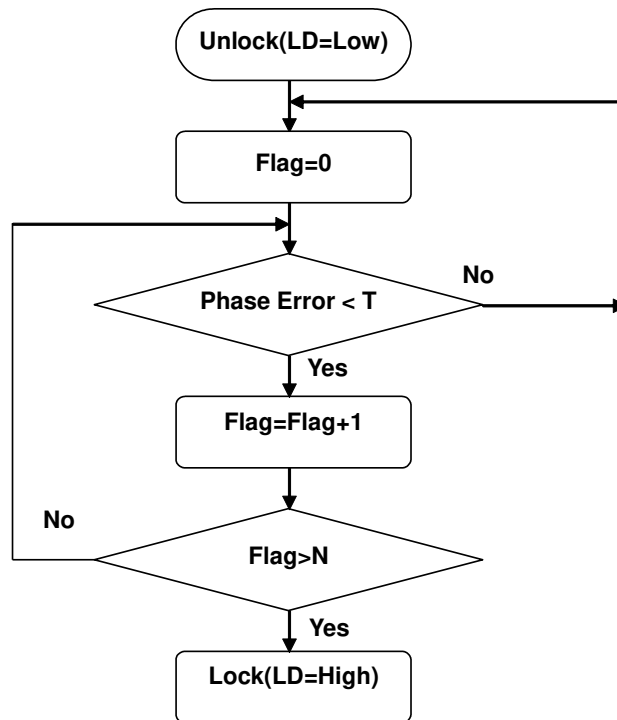 Unlock(LD=Low)
Flag=0
No
Phase Error < T
Yes
Flag=Flag+1
No
Flag>N
Yes
Lock(LD=High)